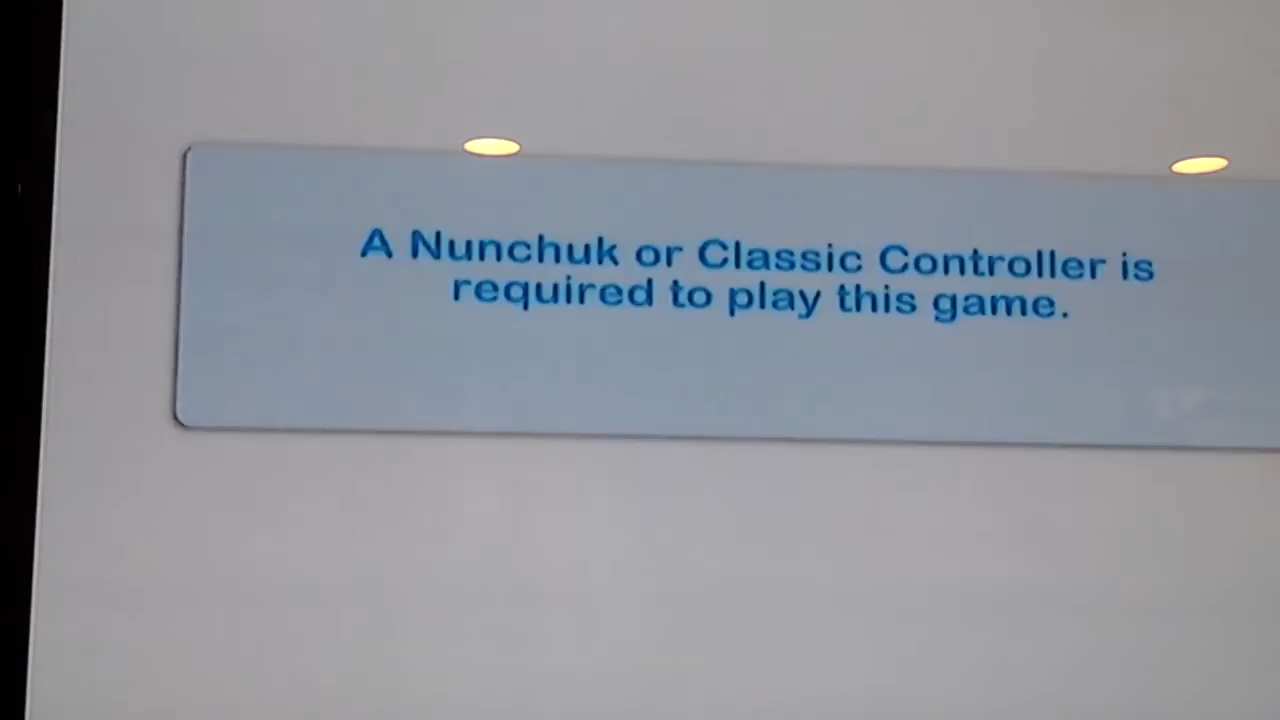 A Nunchuk or Classic Controller is
required to play this game.